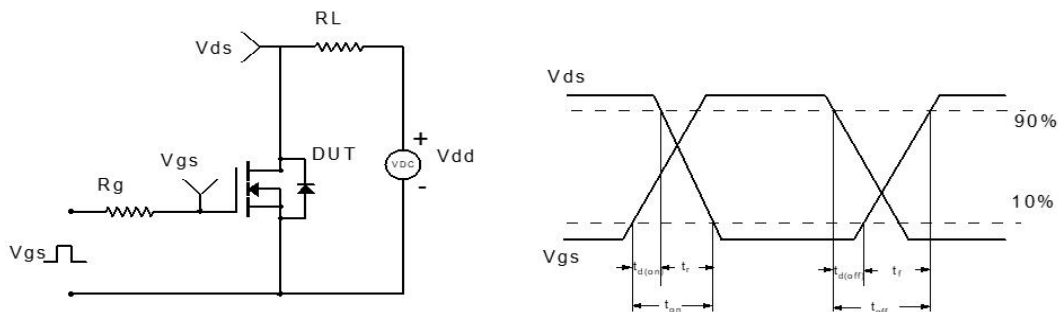 RL
Vds
Vgs
DUT
Rg
VDC
+
Vdd
-
Vgs
Vds
90%
10%
Vgs
td(on)
tr
td(off)
tf
ton
toff